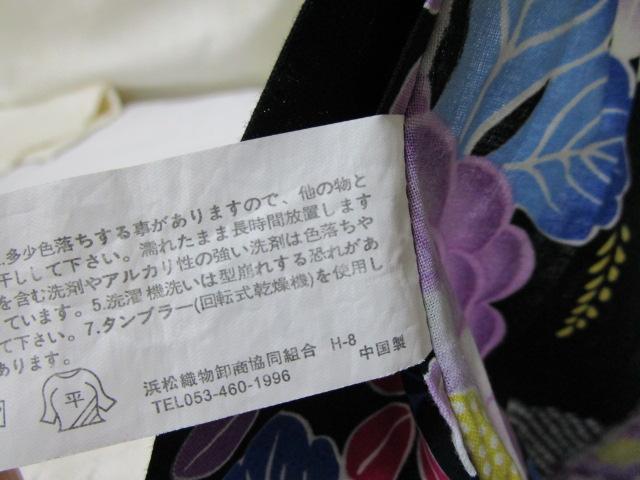 .多少色落ちする事がありますので、他の物と
干しして下さい。濡れたまま長時間放置します
を含む洗剤やアルカリ性の強い洗剤は色落ちや
ています。5.洗濯機洗いは型崩れする恐れがあ
て下さい。7.タンブラー(回転式乾燥機)を使用し
あります。
平
浜松織物卸商協同組合 H-8
TEL053-460-1996
中国製